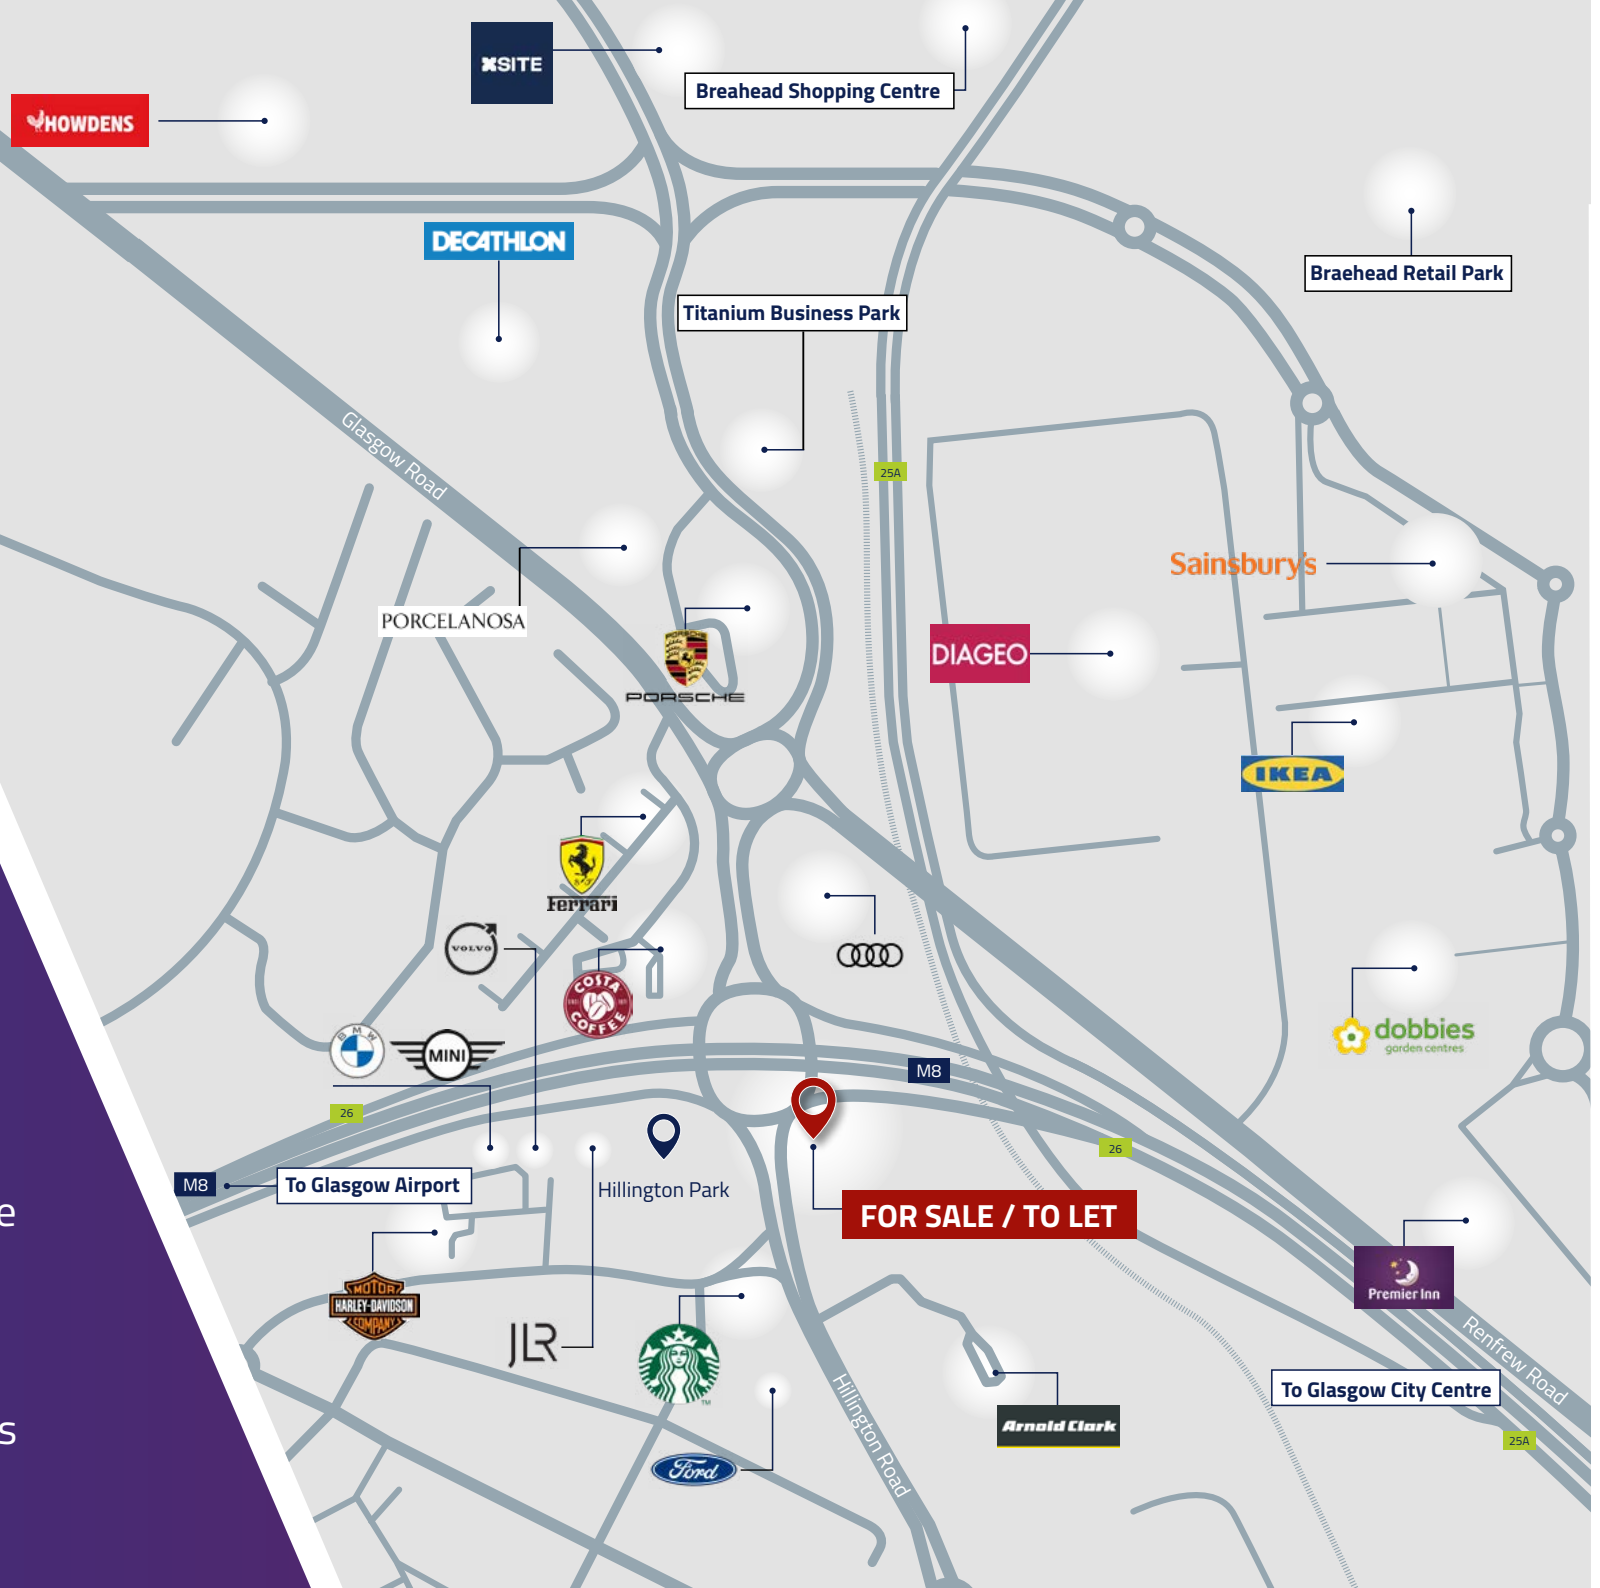 XSITE
Breahead Shopping Centre
HOWDENS
DECATHLON
Braehead Retail Park
Titanium Business Park
Glasgow Road
25A
Sainsbury's
PORCELANOSA
PORSCHE
PORSCHE
DIAGEO
IKEA
Ferrari
VOLVO
COSTA
COFFEE
BMW
MINI
dobbies
garden centres
M8
26
26
M8
To Glasgow Airport
Hillington Park
FOR SALE / TO LET
e
Premier Inn
MOTOR
HARLEY-DAVIDSON
COMPANY
JLR
Renfrew Road
To Glasgow City Centre
Hillington Road
Arnold Clark
s
25A
Ford
TM